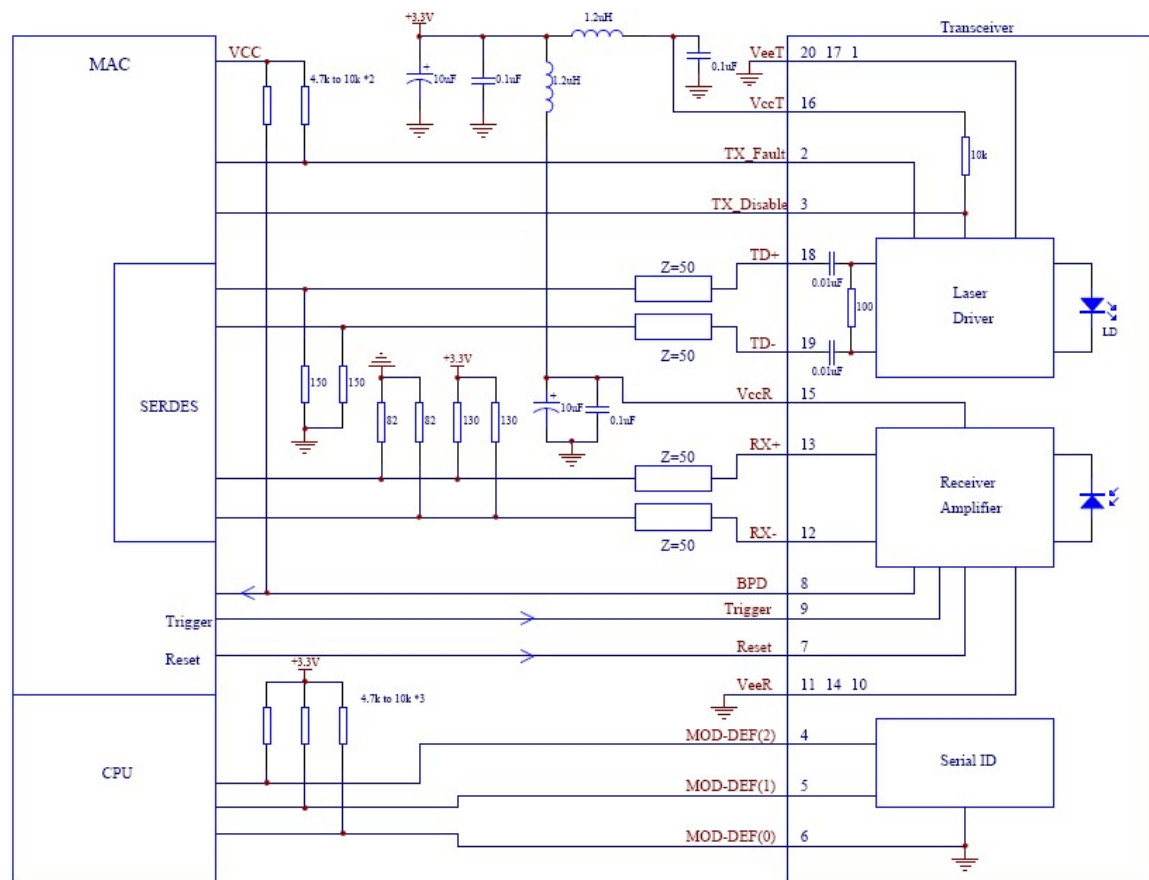 +3.3V
1.2uH
Transceiver
MAC
VCC
4.7k to 10k *2
10uF
0.1uF
1.2uH
0.1uF
VeeT 20 17 1
VccT 16
10k
TX_Fault 2
TX_Disable 3
TD+ 18
Z=50
0.01uF
100
Laser
Driver
LD
TD- 19
Z=50
0.01uF
SERDES
150
150
82
82
+3.3V
130
130
10uF
0.1uF
VccR 15
RX+ 13
Z=50
Receiver
Amplifier
RX- 12
Z=50
BPD 8
Trigger
Trigger 9
Reset
Reset 7
+3.3V
4.7k to 10k *3
VeeR 11 14 10
CPU
MOD-DEF(2) 4
Serial ID
MOD-DEF(1) 5
MOD-DEF(0) 6